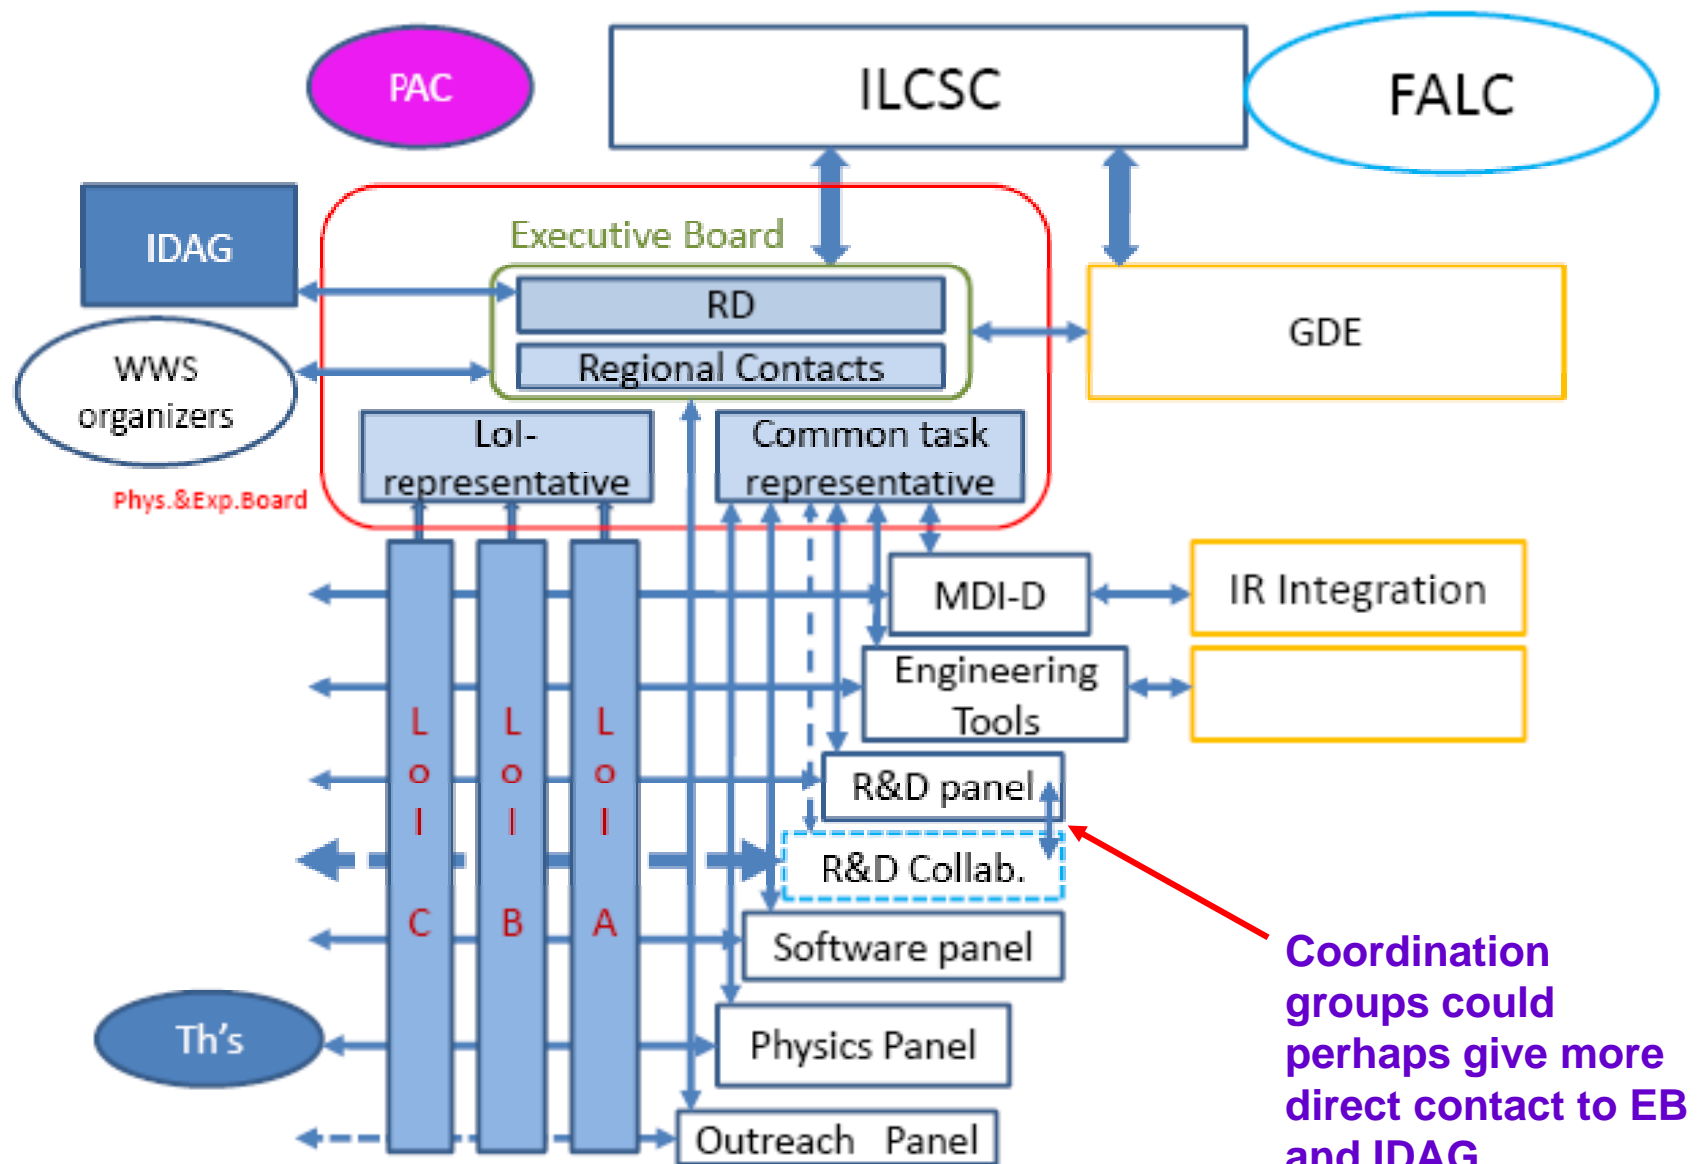 PAC
ILCSC
FALC
IDAG
Executive Board
RD
Regional Contacts
GDE
WWS
organizers
LoI-
representative
Common task
representative
Phys.&Exp.Board
MDI-D
IR Integration
Engineering
Tools
R&D panel
R&D Collab.
Software panel
Physics Panel
Outreach Panel
Th's
L
o
I
C
L
o
I
B
L
o
I
A
Coordination
groups could
perhaps give more
direct contact to EB
and IDAG